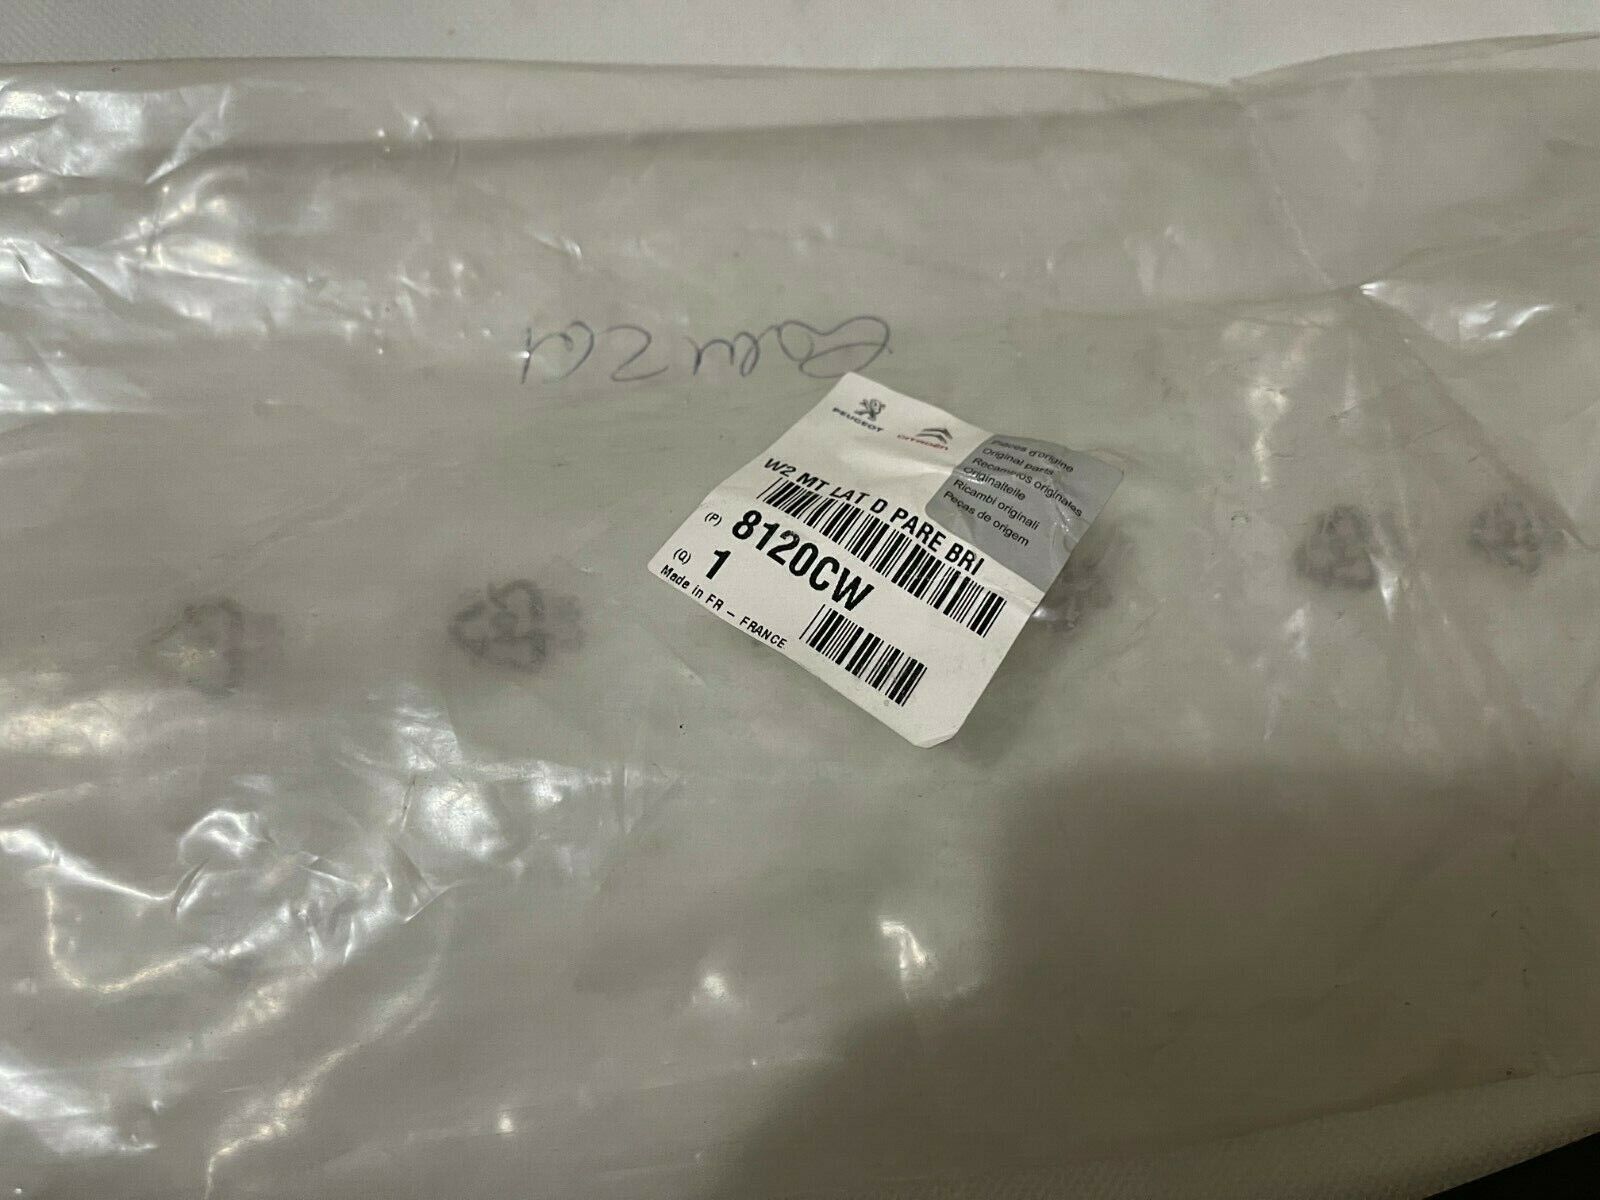 PEUGEOT
CITROËN
Pièces d'origine
Original parts
Recambios originales
Originalteile
Ricambi originali
Peças de origem
W2 MT LAT D PARE BRI
(P) 8120CW
(Q) 1
Made in FR – FRANCE